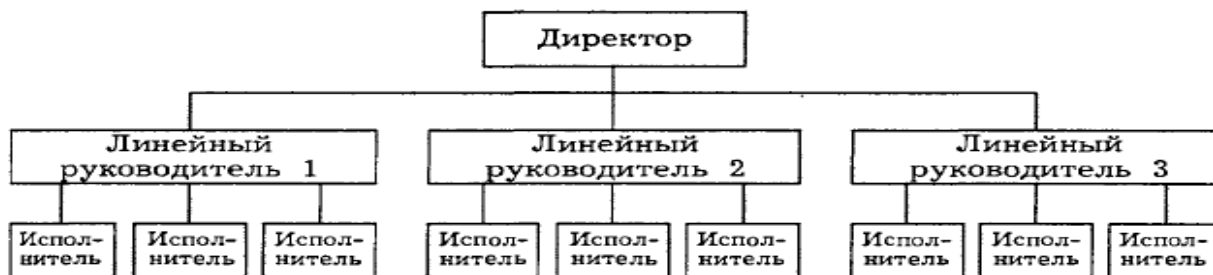 Директор
Линейный
руководитель 1
Линейный
руководитель 2
Линейный
руководитель 3
Испол-
нитель
Испол-
нитель
Испол-
нитель
Испол-
нитель
Испол-
нитель
Испол-
нитель
Испол-
нитель
Испол-
нитель
Испол-
нитель